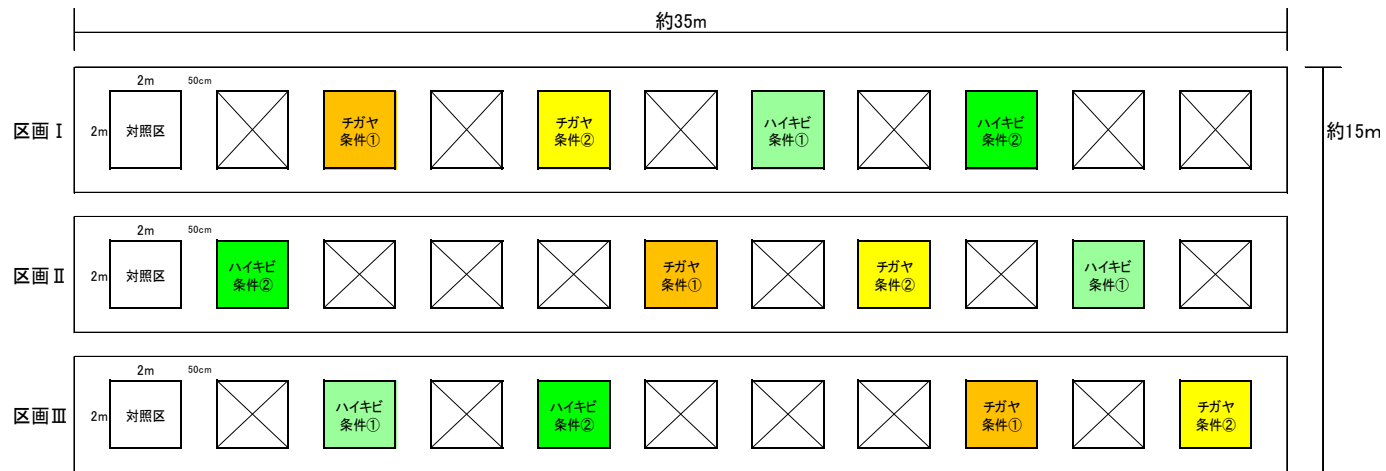 約35m
約15m
2m
50cm
区画Ⅰ
2m
対照区
チガヤ
条件①
チガヤ
条件②
ハイキビ
条件①
ハイキビ
条件②
2m
50cm
区画Ⅱ
2m
対照区
ハイキビ
条件②
チガヤ
条件①
チガヤ
条件②
ハイキビ
条件①
2m
50cm
区画Ⅲ
2m
対照区
ハイキビ
条件①
ハイキビ
条件②
チガヤ
条件①
チガヤ
条件②